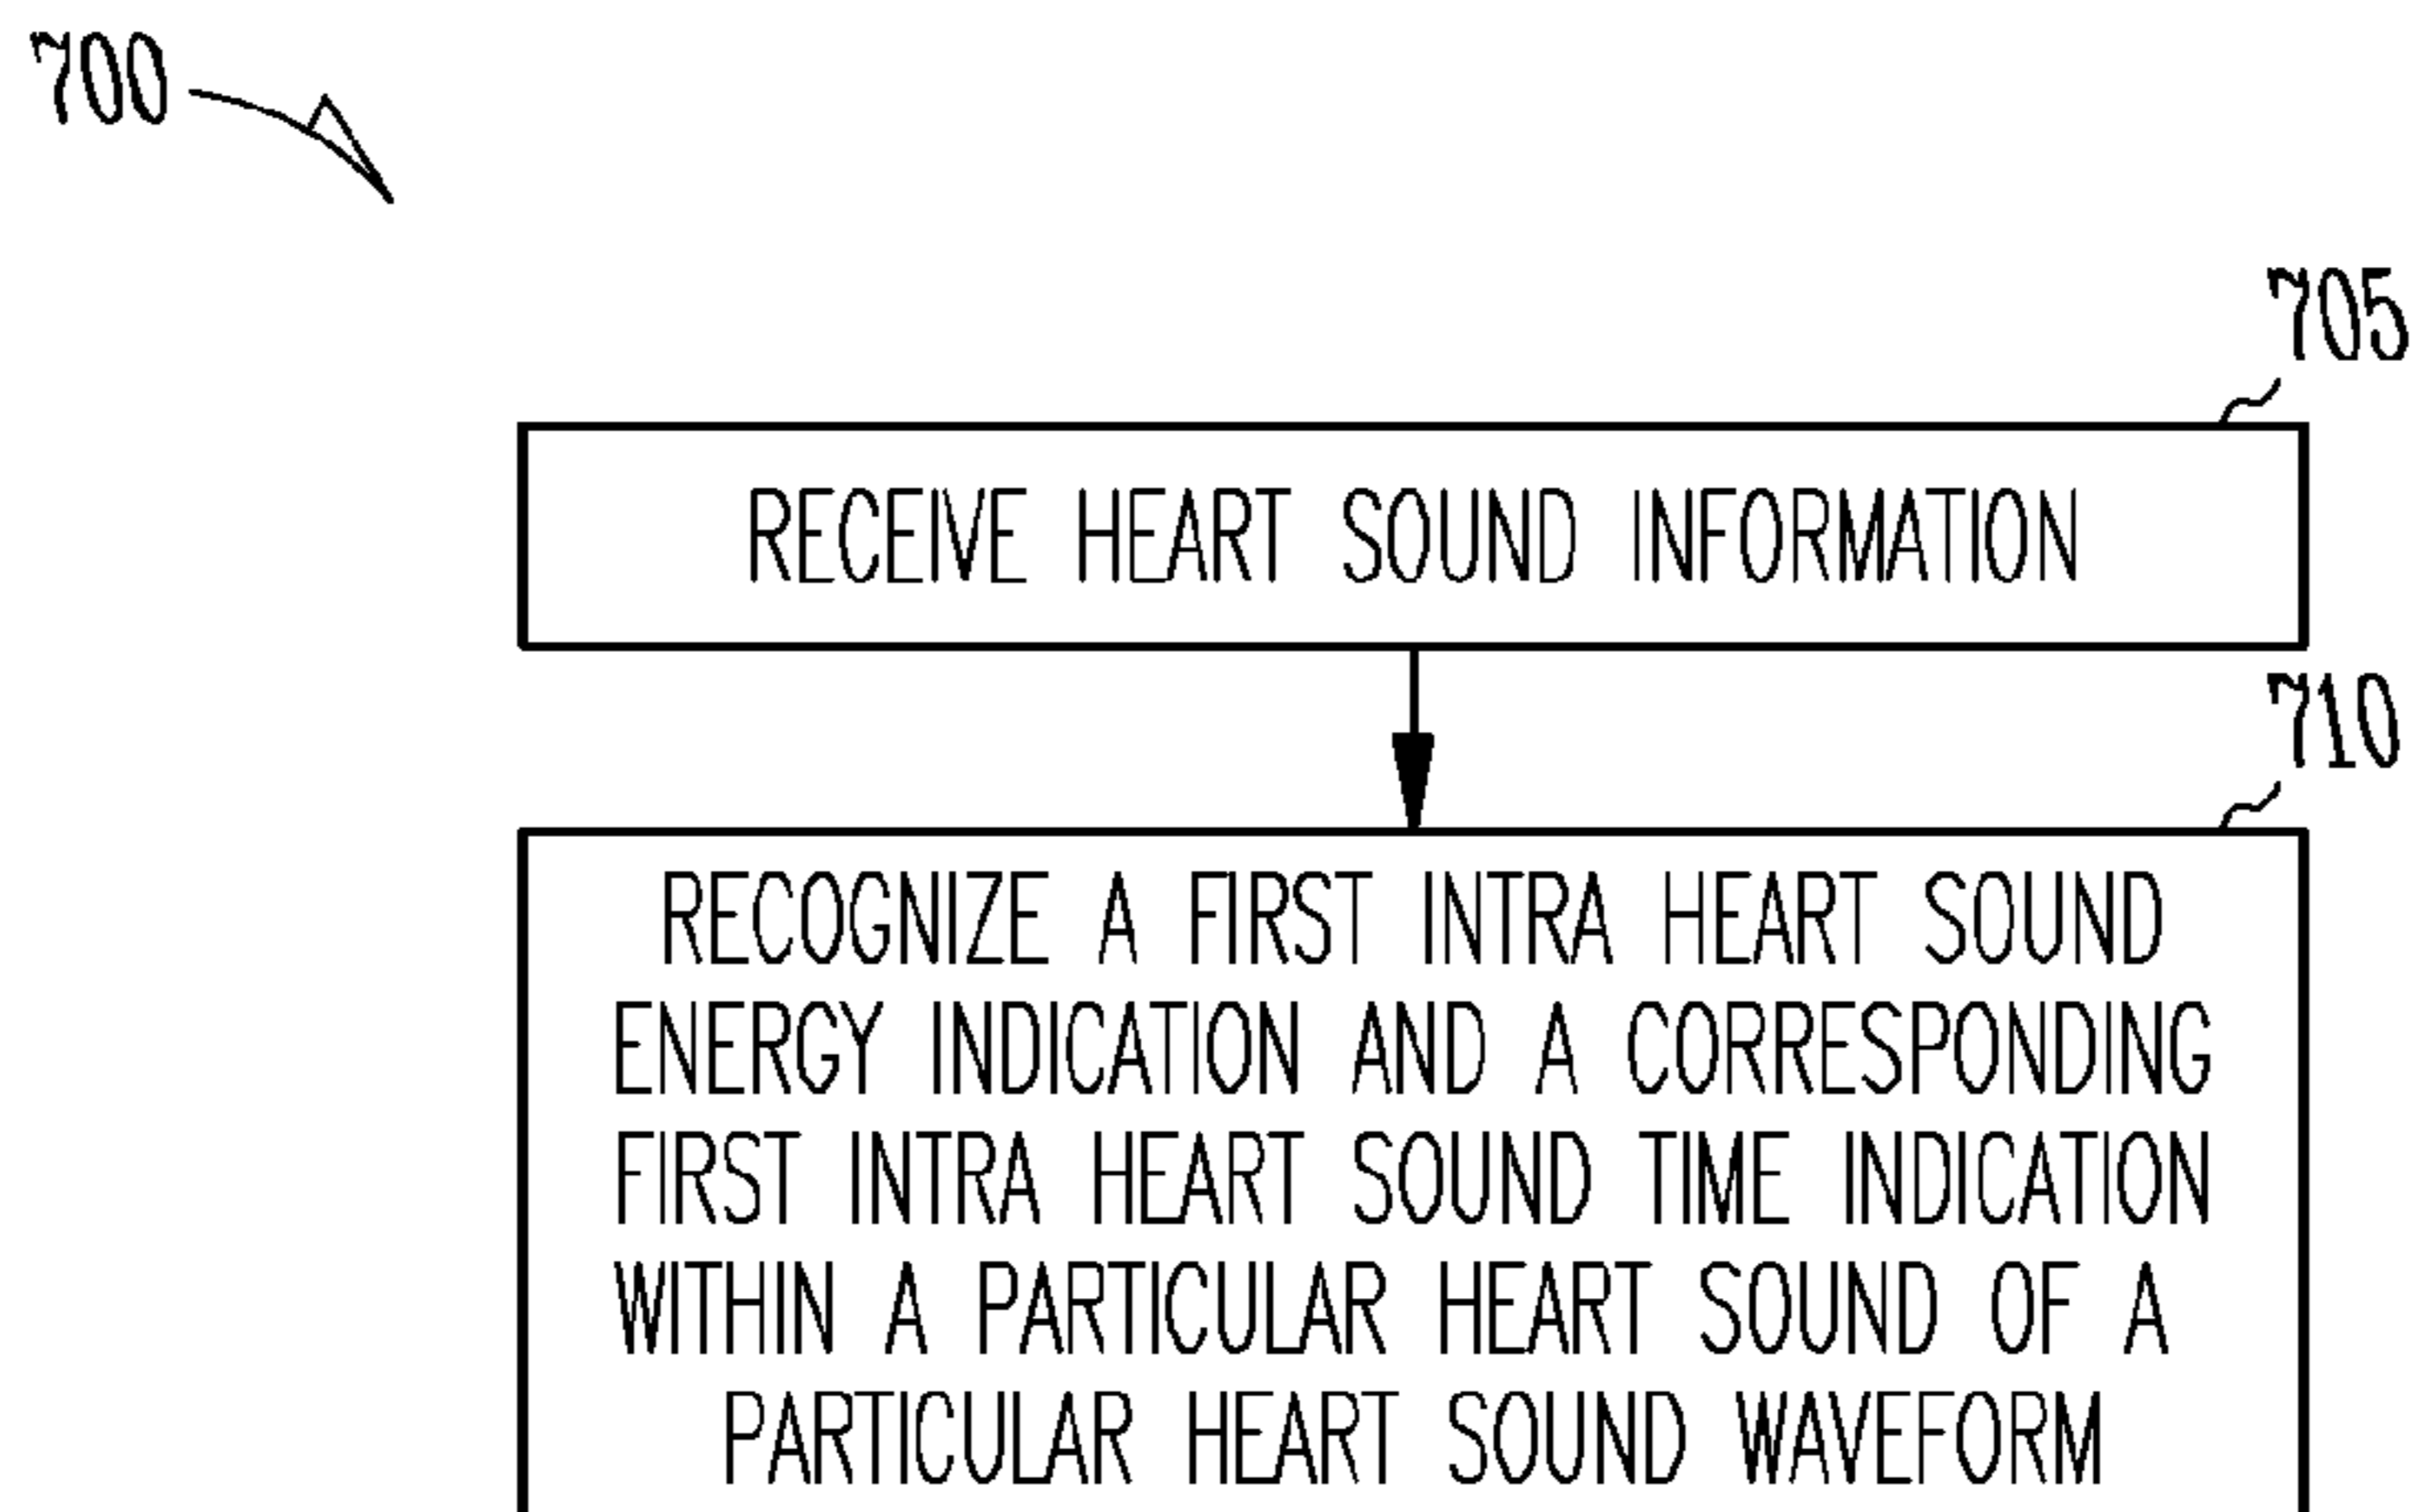 700
705
RECEIVE HEART SOUND INFORMATION
710
RECOGNIZE A FIRST INTRA HEART SOUND
ENERGY INDICATION AND A CORRESPONDING
FIRST INTRA HEART SOUND TIME INDICATION
WITHIN A PARTICULAR HEART SOUND OF A
PARTICULAR HEART SOUND WAVEFORM